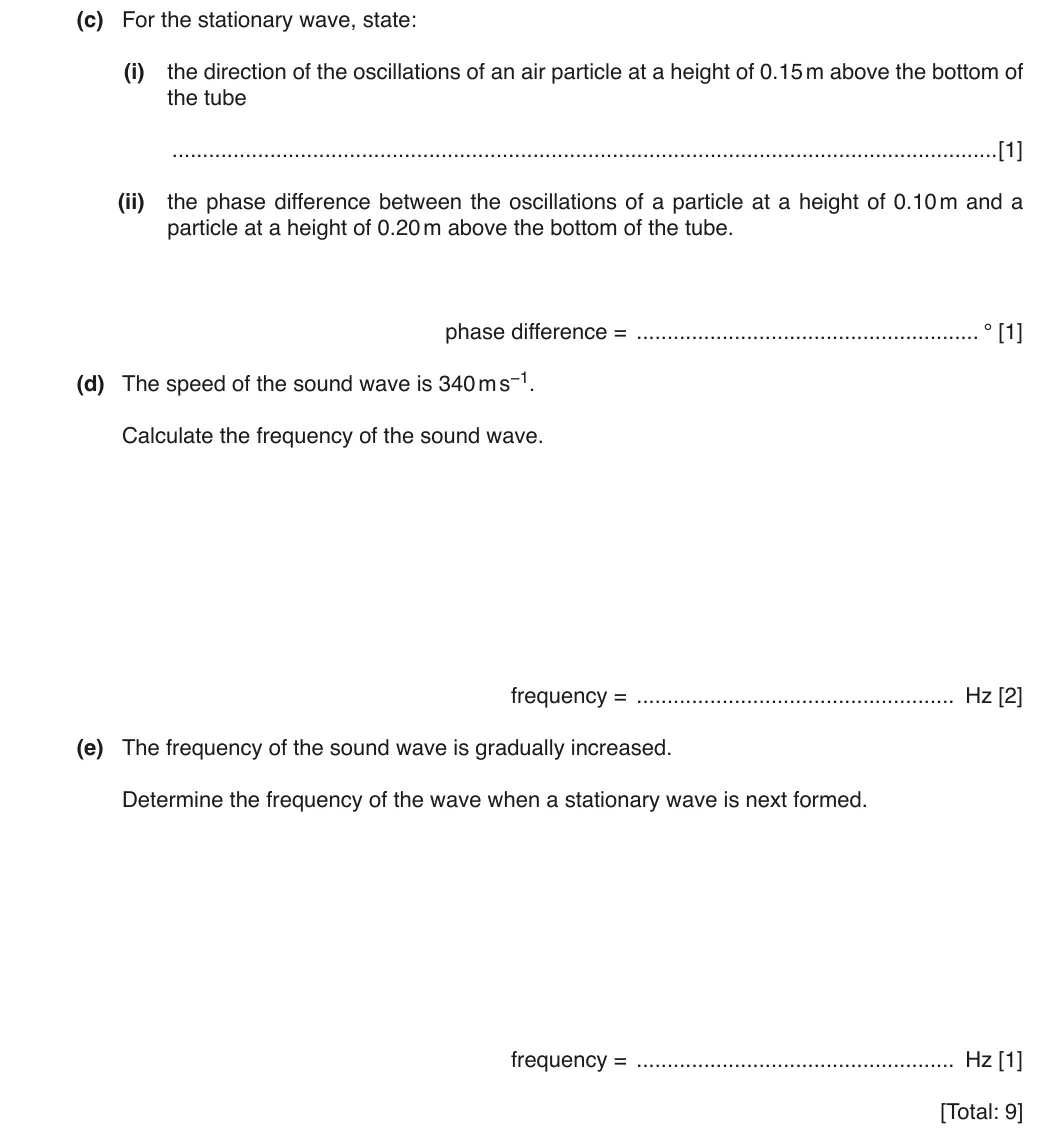 (c) For the stationary wave, state:
(i) the direction of the oscillations of an air particle at a height of 0.15 m above the bottom of
the tube
..........................................................................................................................................[1]
(ii) the phase difference between the oscillations of a particle at a height of 0.10 m and a
particle at a height of 0.20 m above the bottom of the tube.
phase difference = ........................................................ ° [1]
(d) The speed of the sound wave is 340 m s⁻¹.
Calculate the frequency of the sound wave.
frequency = .................................................... Hz [2]
(e) The frequency of the sound wave is gradually increased.
Determine the frequency of the wave when a stationary wave is next formed.
frequency = .................................................... Hz [1]
[Total: 9]